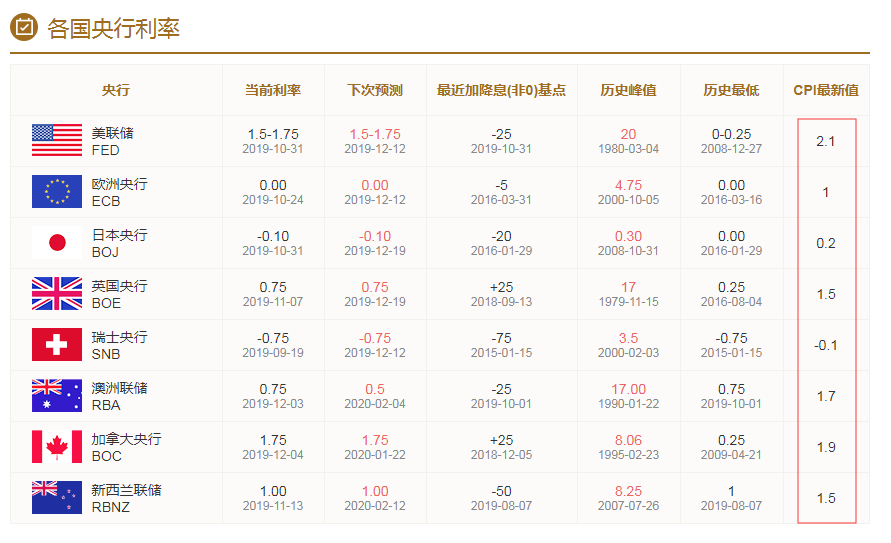 各国央行利率
央行 当前利率 下次预测 最近加降息(非0)基点 历史峰值 历史最低 CPI最新值
美联储 1.5-1.75 1.5-1.75 -25 20 0-0.25 2.1
FED 2019-10-31 2019-12-12 2019-10-31 1980-03-04 2008-12-27
欧洲央行 0.00 0.00 -5 4.75 0.00 1
ECB 2019-10-24 2019-12-12 2016-03-31 2000-10-05 2016-03-16
日本央行 -0.10 -0.10 -20 0.30 0.00 0.2
BOJ 2019-10-31 2019-12-19 2016-01-29 2008-10-31 2016-01-29
英国央行 0.75 0.75 +25 17 0.25 1.5
BOE 2019-11-07 2019-12-19 2018-09-13 1979-11-15 2016-08-04
瑞士央行 -0.75 -0.75 -75 3.5 -0.75 -0.1
SNB 2019-09-19 2019-12-12 2015-01-15 2000-02-03 2015-01-15
澳洲联储 0.75 0.5 -25 17.00 0.75 1.7
RBA 2019-12-03 2020-02-04 2019-10-01 1990-01-22 2019-10-01
加拿大央行 1.75 1.75 +25 8.06 0.25 1.9
BOC 2019-12-04 2020-01-22 2018-12-05 1995-02-23 2009-04-21
新西兰联储 1.00 1.00 -50 8.25 1 1.5
RBNZ 2019-11-13 2020-02-12 2019-08-07 2007-07-26 2019-08-07